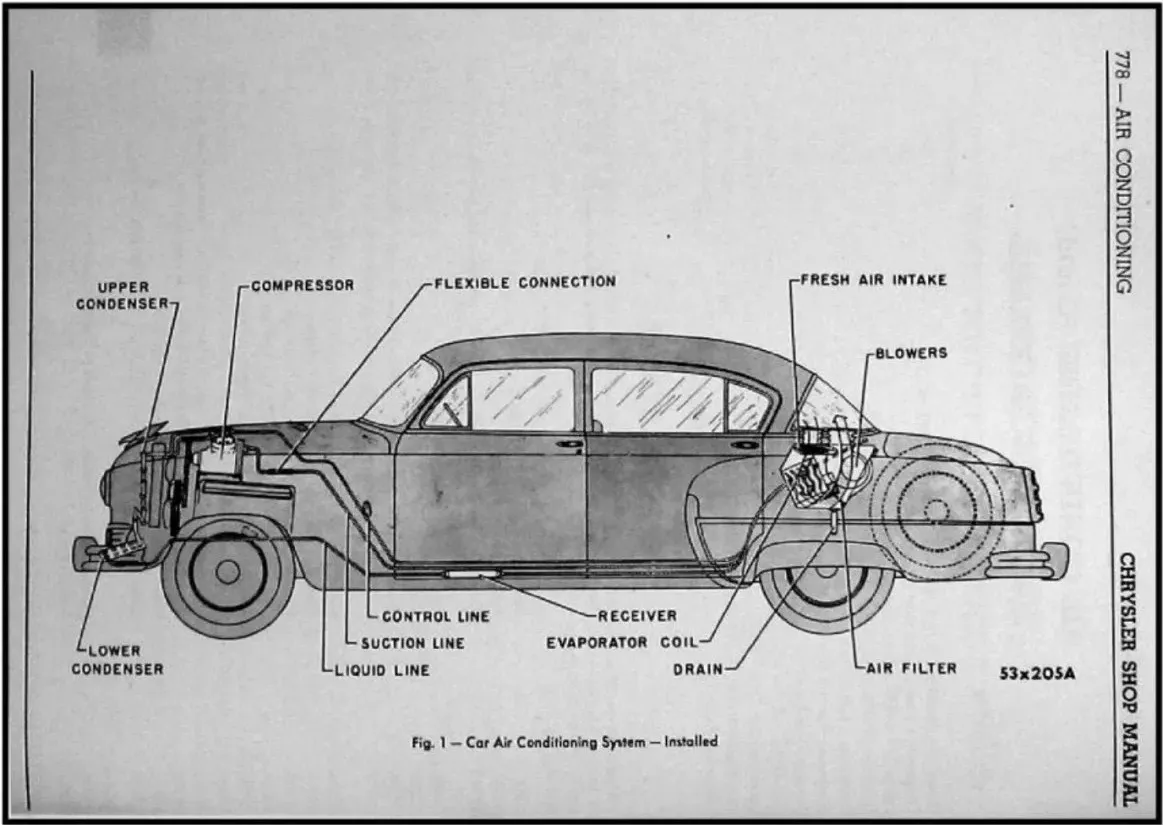 778 — AIR CONDITIONING
CHRYSLER SHOP MANUAL
UPPER
CONDENSER
COMPRESSOR
FLEXIBLE CONNECTION
FRESH AIR INTAKE
BLOWERS
CONTROL LINE
RECEIVER
SUCTION LINE
EVAPORATOR COIL
LOWER
CONDENSER
LIQUID LINE
DRAIN
AIR FILTER
53x205A
Fig. 1 — Car Air Conditioning System — Installed